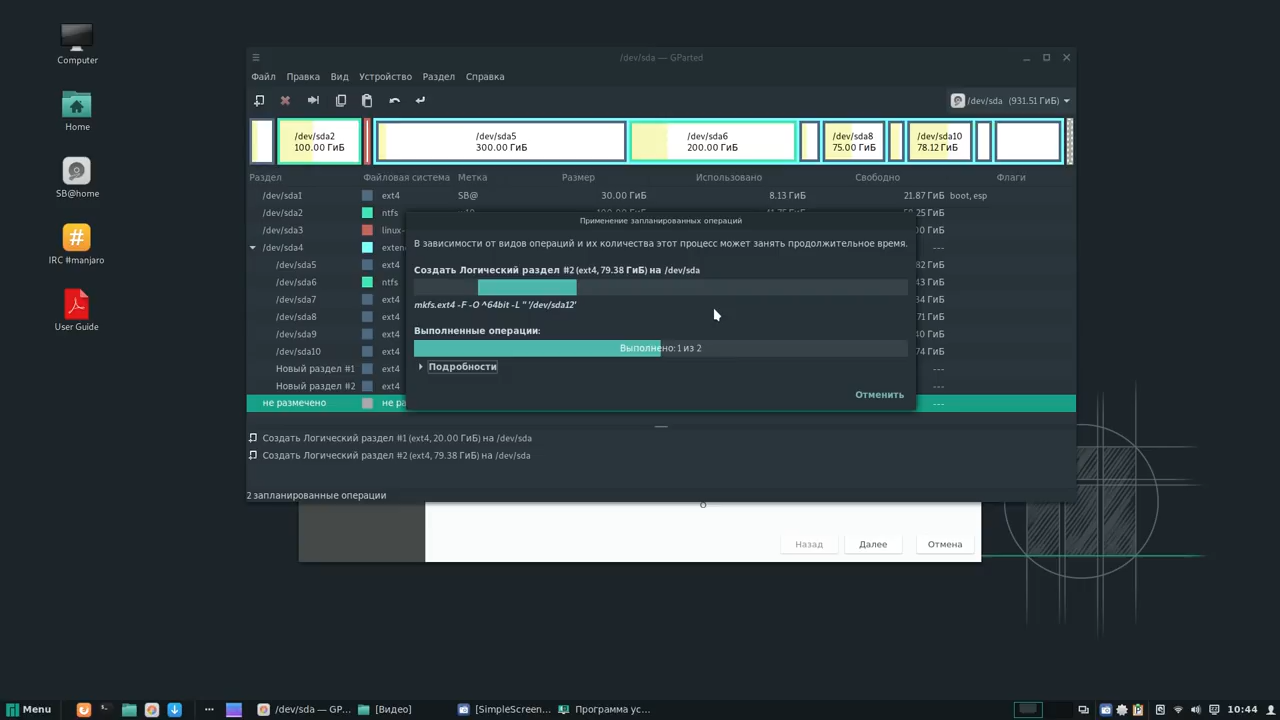 Computer
Home
SB@home
IRC #manjaro
User Guide
/dev/sda — GParted
Файл Правка Вид Устройство Раздел Справка
/dev/sda (931.51 ГиБ)
/dev/sda2
100.00 ГиБ
/dev/sda5
300.00 ГиБ
/dev/sda6
200.00 ГиБ
/dev/sda8
75.00 ГиБ
/dev/sda10
78.12 ГиБ
Раздел Файловая система Метка Размер Использовано Свободно Флаги
/dev/sda1 ext4 SB@ 30.00 ГиБ 8.13 ГиБ 21.87 ГиБ boot, esp
/dev/sda2 ntfs
/dev/sda3 linux-
/dev/sda4 exten ---
/dev/sda5 ext4
/dev/sda6 ntfs
/dev/sda7 ext4
/dev/sda8 ext4
/dev/sda9 ext4
/dev/sda10 ext4
Новый раздел #1 ext4 ---
Новый раздел #2 ext4 ---
не размечено не ра ---
Применение запланированных операций
В зависимости от видов операций и их количества этот процесс может занять продолжительное время.
Создать Логический раздел #2 (ext4, 79.38 ГиБ) на /dev/sda
mkfs.ext4 -F -O ^64bit -L '' '/dev/sda12'
Выполненные операции:
Выполнено: 1 из 2
Подробности
Отменить
Создать Логический раздел #1 (ext4, 20.00 ГиБ) на /dev/sda
Создать Логический раздел #2 (ext4, 79.38 ГиБ) на /dev/sda
2 запланированные операции
Назад Далее Отмена
Menu /dev/sda — GP... [Видео] [SimpleScreen... Программа ус... 10:44